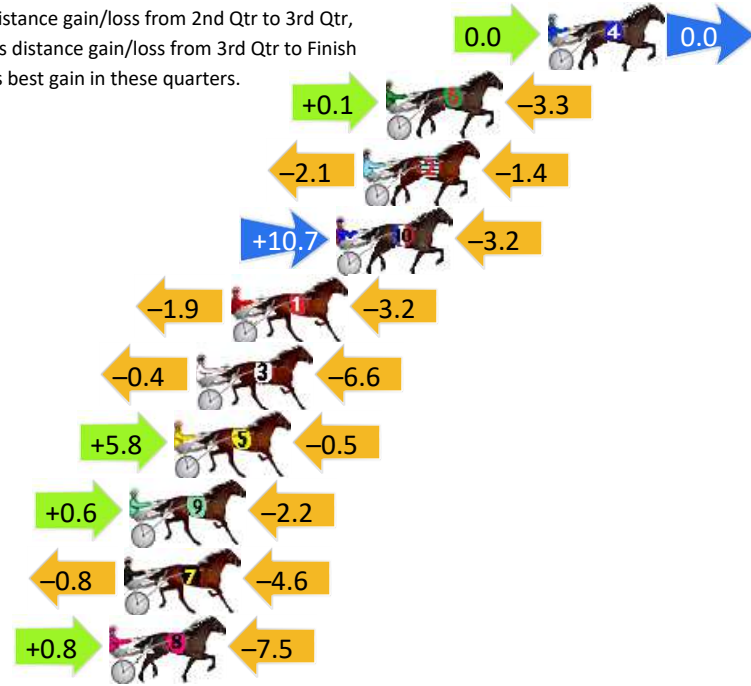 istance gain/loss from 2nd Qtr to 3rd Qtr,
s distance gain/loss from 3rd Qtr to Finish
s best gain in these quarters.
0.0 4 0.0
+0.1 6 −3.3
−2.1 −1.4
+10.7 10 −3.2
−1.9 1 −3.2
−0.4 3 −6.6
+5.8 5 −0.5
+0.6 9 −2.2
−0.8 7 −4.6
+0.8 8 −7.5